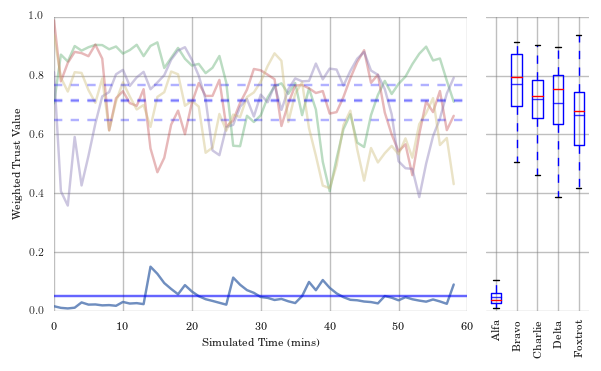 1.0
0.8
0.6
0.4
0.2
0.0
Weighted Trust Value
0 10 20 30 40 50 60
Simulated Time (mins)
Alfa
Bravo
Charlie
Delta
Foxtrot